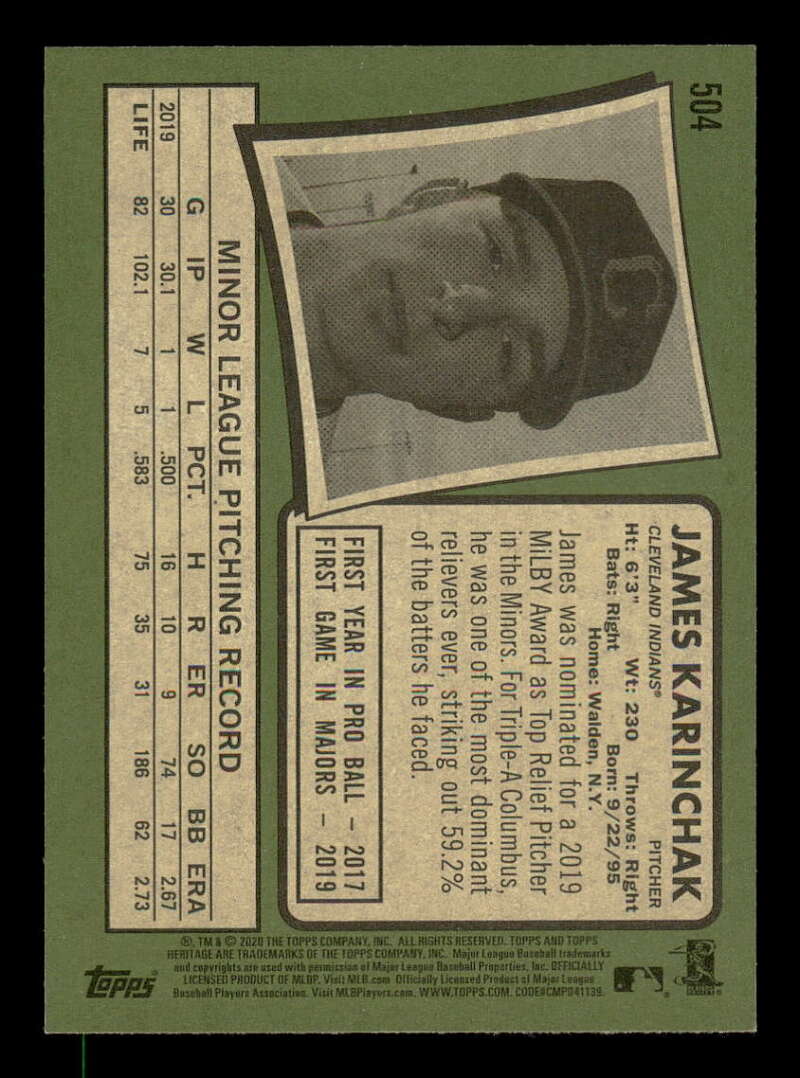 504
JAMES KARINCHAK
CLEVELAND INDIANS® PITCHER
Ht: 6'3" Wt: 230 Throws: Right
Bats: Right Born: 9/22/95
Home: Walden, N.Y.
James was nominated for a 2019
MiLBY Award as Top Relief Pitcher
in the Minors. For Triple-A Columbus,
he was one of the most dominant
relievers ever, striking out 59.2%
of the batters he faced.
FIRST YEAR IN PRO BALL – 2017
FIRST GAME IN MAJORS – 2019
MINOR LEAGUE PITCHING RECORD
G IP W L PCT. H R ER SO BB ERA
2019 30 30.1 1 1 .500 16 10 9 74 17 2.67
LIFE 82 102.1 7 5 .583 75 35 31 186 62 2.73
®, TM & © 2020 THE TOPPS COMPANY, INC. ALL RIGHTS RESERVED. TOPPS AND TOPPS
HERITAGE ARE TRADEMARKS OF THE TOPPS COMPANY, INC. Major League Baseball trademarks
and copyrights are used with permission of Major League Baseball Properties, Inc. OFFICIALLY
LICENSED PRODUCT OF MLBP. Visit MLB.com Officially Licensed Product of Major League
Baseball Players Association. Visit MLBPlayers.com. WWW.TOPPS.COM. CODE#CMP041139.
topps